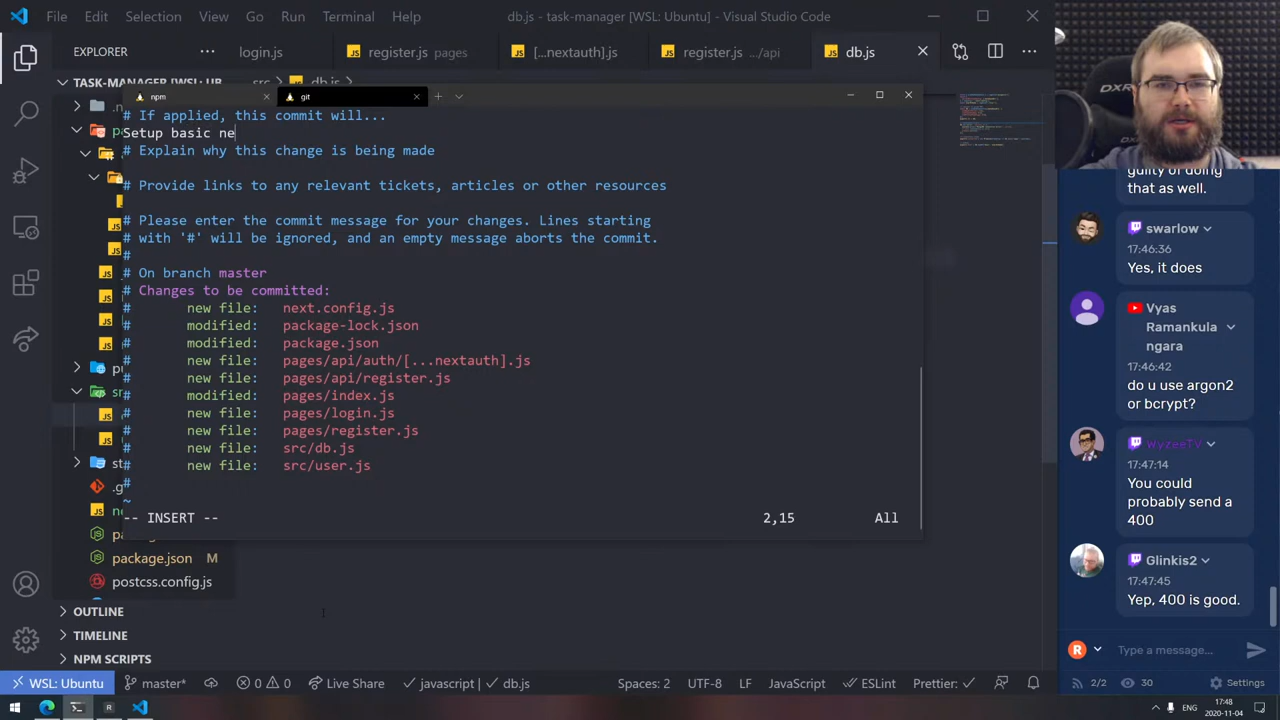 File Edit Selection View Go Run Terminal Help
db.js - task-manager [WSL: Ubuntu] - Visual Studio Code
EXPLORER
login.js
register.js pages
[...nextauth].js
register.js .../api
db.js
TASK-MANAGER [WSL: UB
src
db.js
npm
git
# If applied, this commit will...
Setup basic ne
# Explain why this change is being made
# Provide links to any relevant tickets, articles or other resources
# Please enter the commit message for your changes. Lines starting
# with '#' will be ignored, and an empty message aborts the commit.
#
# On branch master
# Changes to be committed:
# new file: next.config.js
# modified: package-lock.json
# modified: package.json
# new file: pages/api/auth/[...nextauth].js
# new file: pages/api/register.js
# modified: pages/index.js
# new file: pages/login.js
# new file: pages/register.js
# new file: src/db.js
# new file: src/user.js
#
~
-- INSERT --
2,15
All
package.json M
postcss.config.js
OUTLINE
TIMELINE
NPM SCRIPTS
WSL: Ubuntu
master*
0
0
Live Share
javascript | db.js
Spaces: 2
UTF-8
LF
JavaScript
ESLint
Prettier:
DXR
guilty of doing
that as well.
swarlow
17:46:36
Yes, it does
Vyas
Ramankula
ngara
17:46:42
do u use argon2
or bcrypt?
WyzeeTV
17:47:14
You could
probably send a
400
Glinkis2
17:47:45
Yep, 400 is good.
R
Type a message...
2/2
30
Settings
ENG
17:48
2020-11-04